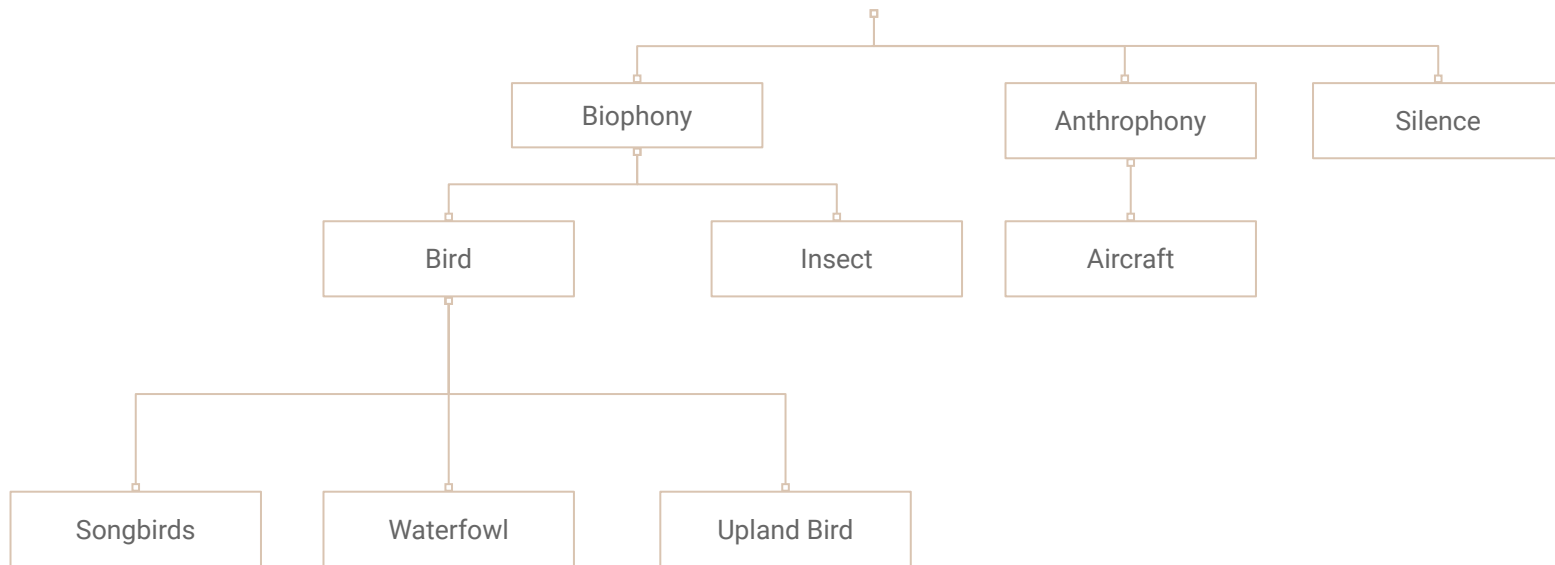 Biophony
Anthrophony
Silence
Bird
Insect
Aircraft
Songbirds
Waterfowl
Upland Bird